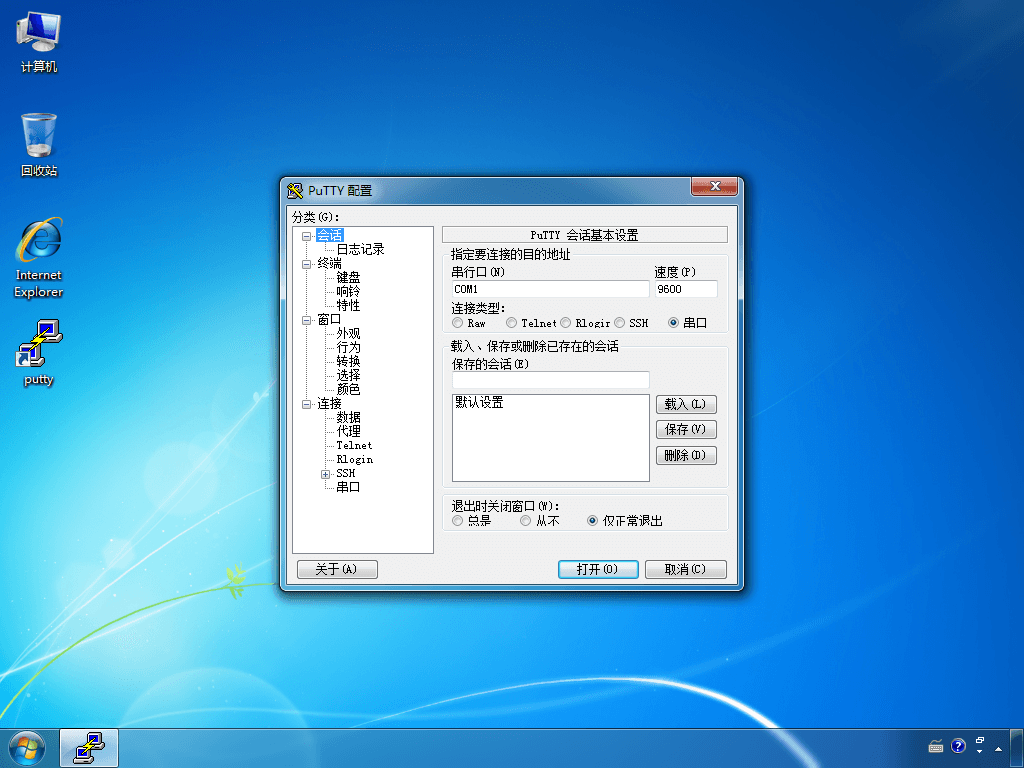 计算机
回收站
Internet
Explorer
putty
PuTTY 配置
分类(G):
会话
日志记录
终端
键盘
响铃
特性
窗口
外观
行为
转换
选择
颜色
连接
数据
代理
Telnet
Rlogin
SSH
串口
PuTTY 会话基本设置
指定要连接的目的地址
串行口(N) 速度(P)
COM1 9600
连接类型:
Raw Telnet Rlogir SSH 串口
载入、保存或删除已存在的会话
保存的会话(E)
默认设置
载入(L)
保存(V)
删除(D)
退出时关闭窗口(W):
总是 从不 仅正常退出
关于(A) 打开(O) 取消(C)